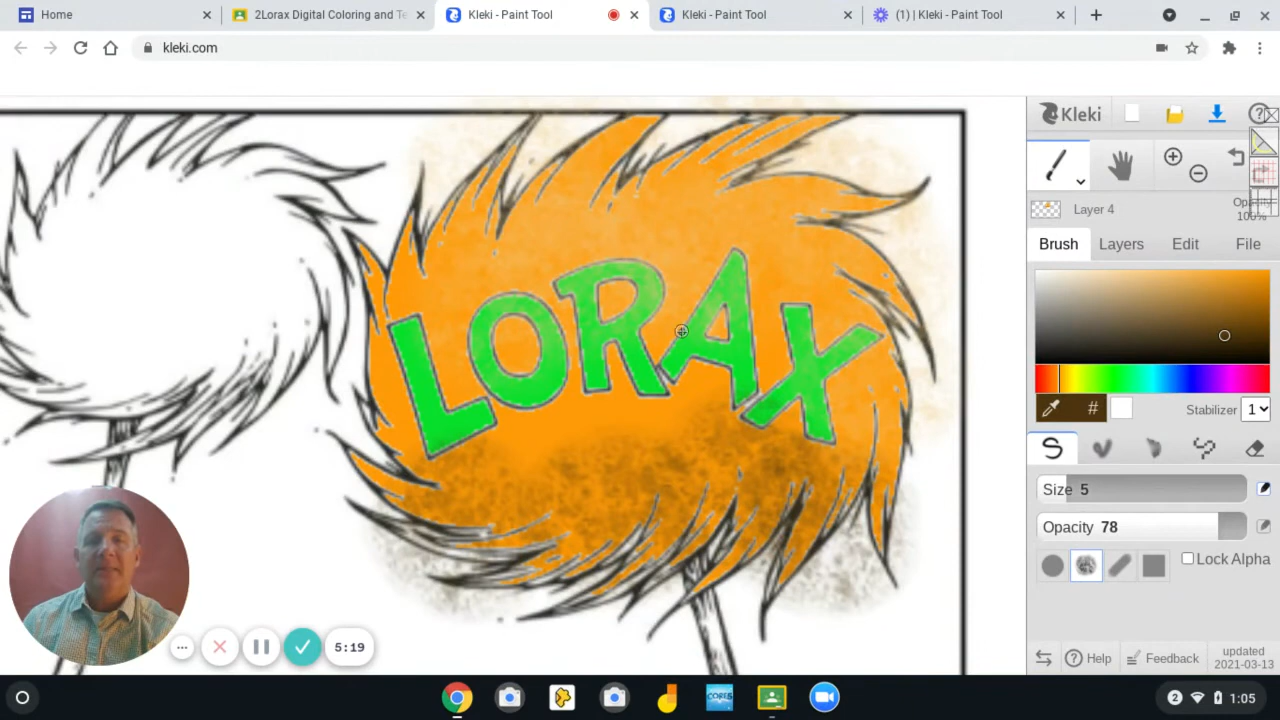 Home
2Lorax Digital Coloring and Te
Kleki - Paint Tool
Kleki - Paint Tool
(1) | Kleki - Paint Tool
kleki.com
Kleki
Layer 4
100%
Brush Layers Edit File
# Stabilizer 1
Size 5
Opacity 78
Lock Alpha
Help Feedback updated
2021-03-13
LORAX
5:19
2 1:05